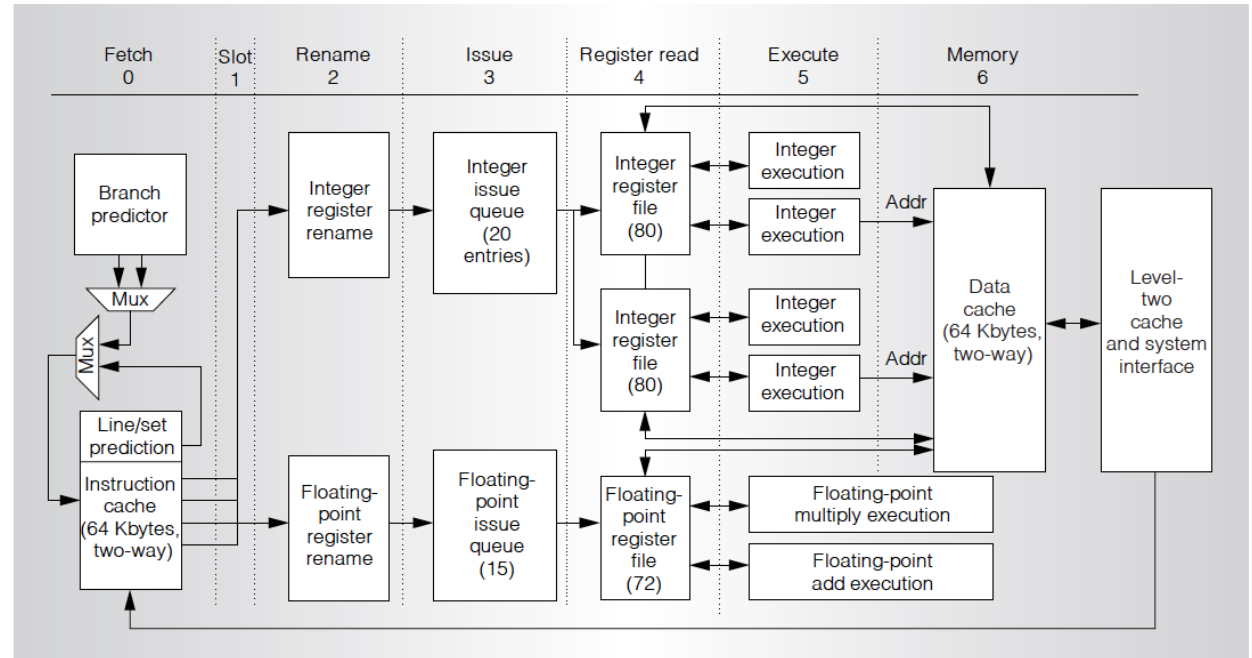 Fetch
0
Slot
1
Rename
2
Issue
3
Register read
4
Execute
5
Memory
6
Branch
predictor
Mux
Mux
Line/set
prediction
Instruction
cache
(64 Kbytes,
two-way)
Integer
register
rename
Integer
issue
queue
(20
entries)
Integer
register
file
(80)
Integer
execution
Integer
execution
Addr
Integer
register
file
(80)
Integer
execution
Integer
execution
Addr
Data
cache
(64 Kbytes,
two-way)
Level-
two
cache
and system
interface
Floating-
point
register
rename
Floating-
point
issue
queue
(15)
Floating-
point
register
file
(72)
Floating-point
multiply execution
Floating-point
add execution